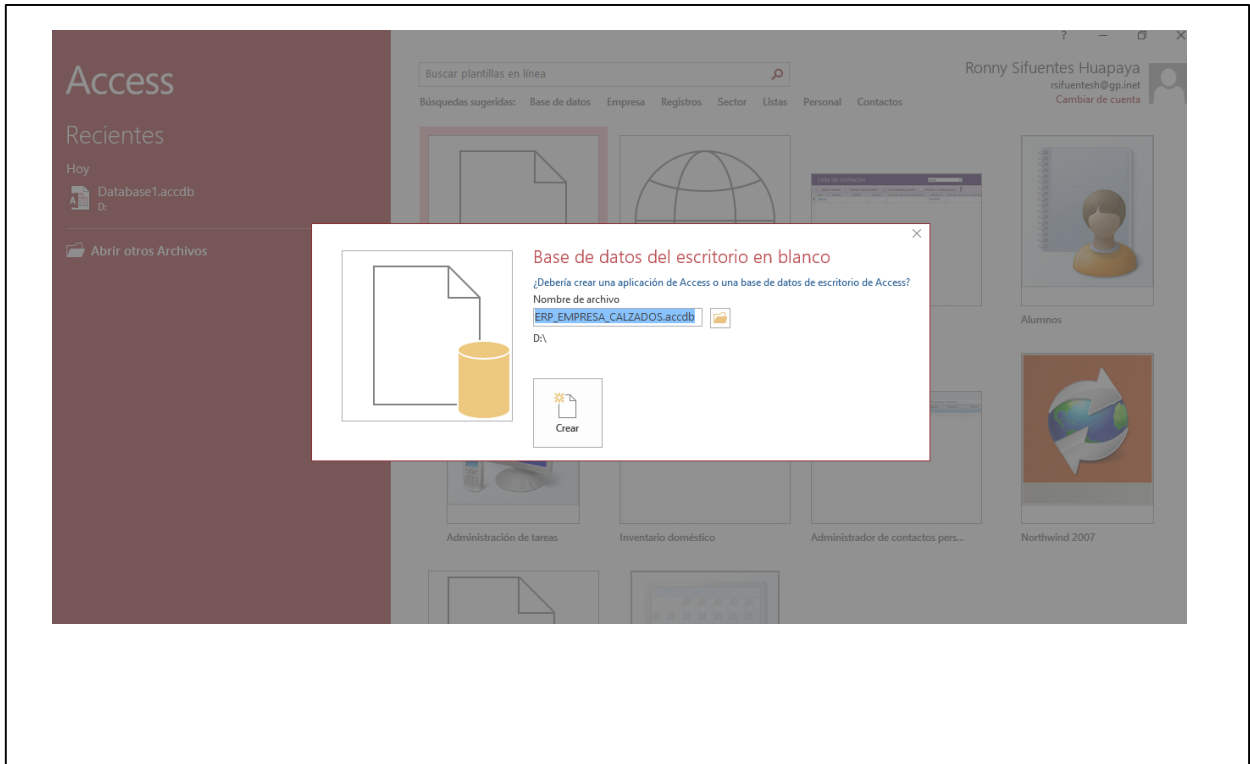 ?
Access
Buscar plantillas en línea
Ronny Sifuentes Huapaya
rsifuentesh@gp.inet
Cambiar de cuenta
Búsquedas sugeridas: Base de datos Empresa Registros Sector Listas Personal Contactos
Recientes
Hoy
Database1.accdb
D:
Abrir otros Archivos
Lista de contactos
Base de datos del escritorio en blanco
¿Debería crear una aplicación de Access o una base de datos de escritorio de Access?
Nombre de archivo
ERP_EMPRESA_CALZADOS.accdb
D:\
Crear
Alumnos
Administración de tareas
Inventario doméstico
Administrador de contactos pers...
Northwind 2007